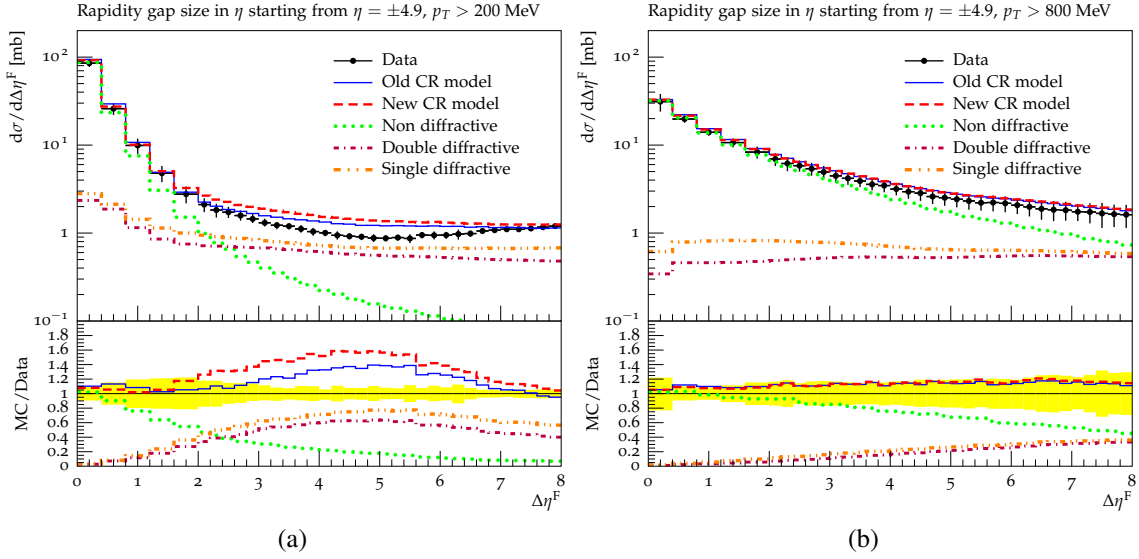 Rapidity gap size in η starting from η = ±4.9, p_T > 200 MeV
dσ/dΔη^F [mb]
10^2
10^1
1
10^−1
Data
Old CR model
New CR model
Non diffractive
Double diffractive
Single diffractive
MC/Data
1.6
1.4
1.2
1.0
0.8
0.6
0.4
0.2
0
0 1 2 3 4 5 6 7 8
Δη^F
(a)
Rapidity gap size in η starting from η = ±4.9, p_T > 800 MeV
dσ/dΔη^F [mb]
10^2
10^1
1
10^−1
Data
Old CR model
New CR model
Non diffractive
Double diffractive
Single diffractive
MC/Data
1.8
1.6
1.4
1.2
1.0
0.8
0.6
0.4
0.2
0
0 1 2 3 4 5 6 7 8
Δη^F
(b)